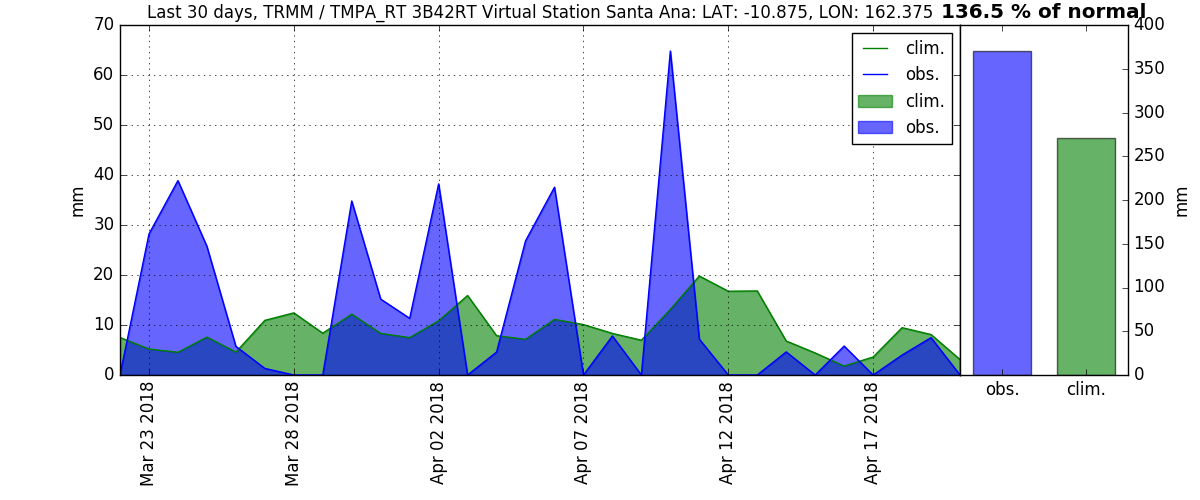 Last 30 days, TRMM / TMPA_RT 3B42RT Virtual Station Santa Ana: LAT: -10.875, LON: 162.375 136.5 % of normal
70
60
50
40
30
20
10
0
mm
clim.
obs.
clim.
obs.
400
350
300
250
200
150
100
50
0
mm
Mar 23 2018
Mar 28 2018
Apr 02 2018
Apr 07 2018
Apr 12 2018
Apr 17 2018
obs.
clim.